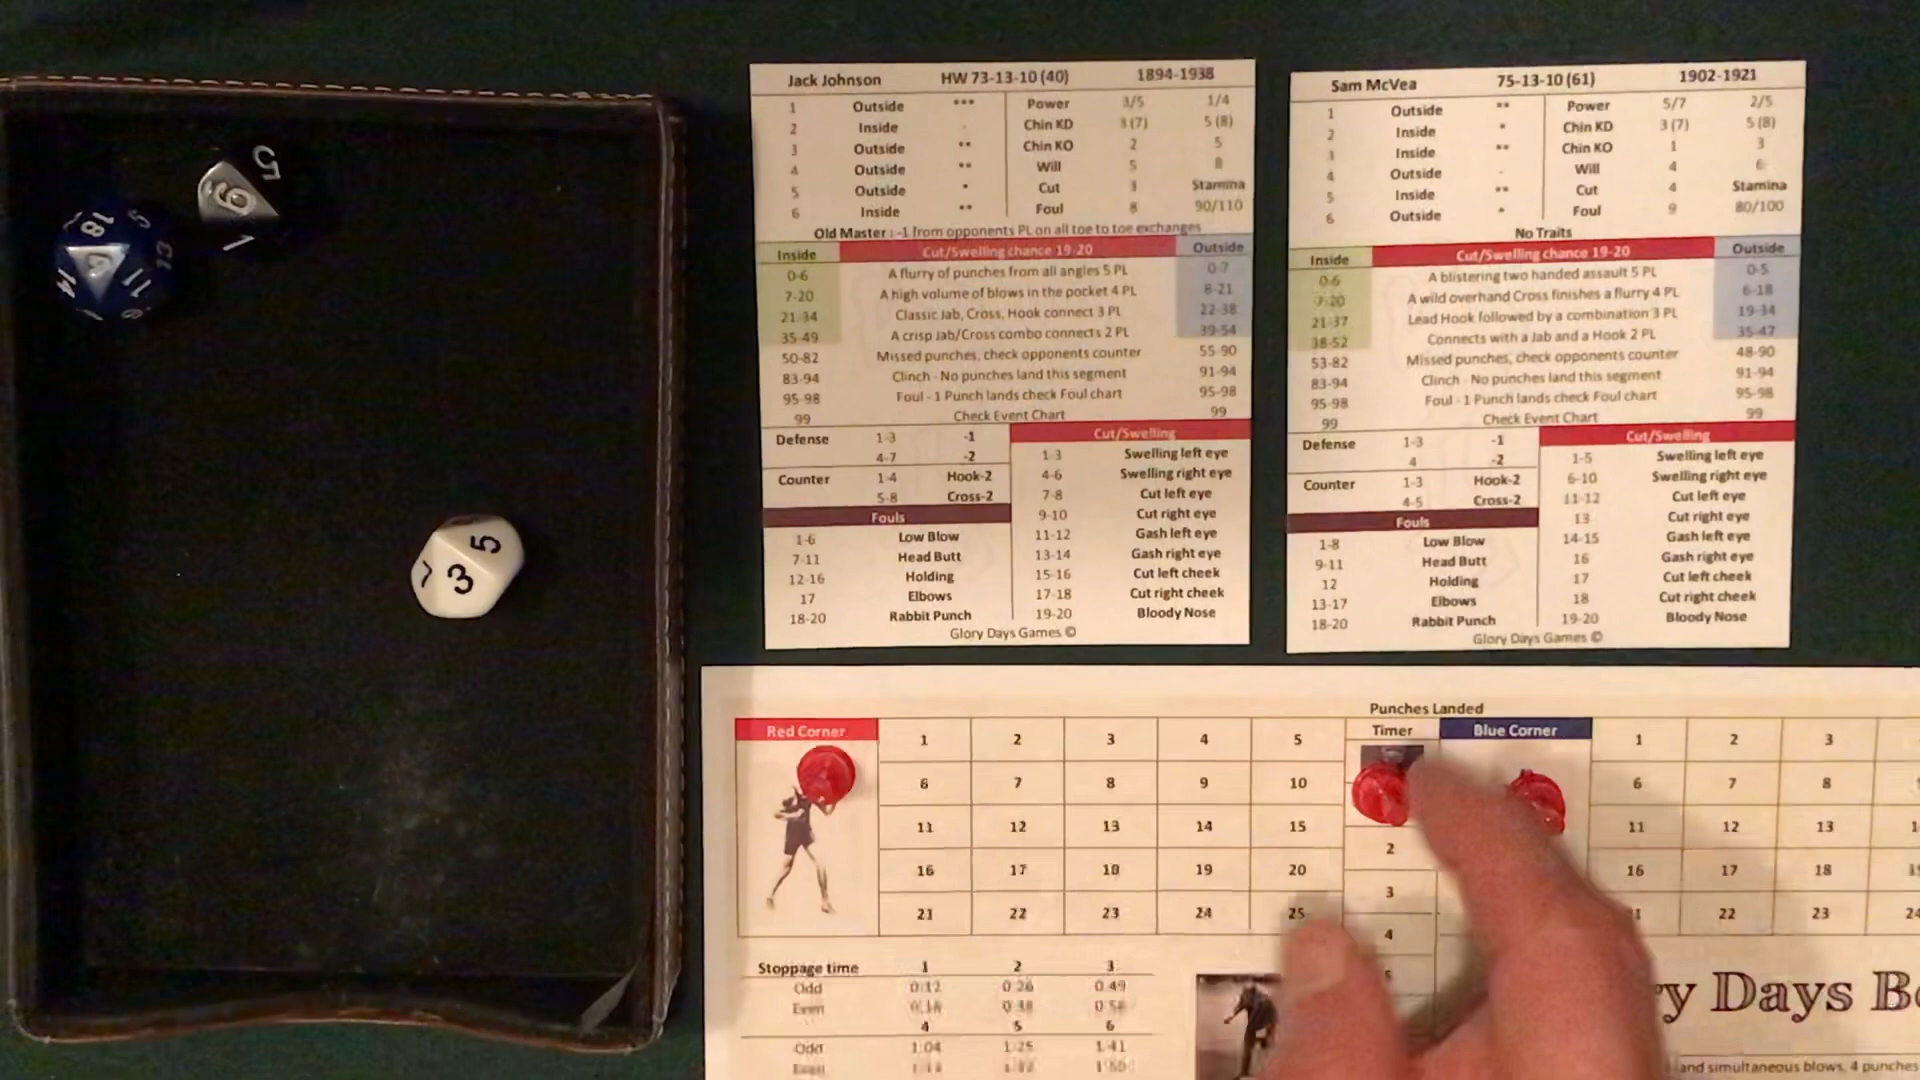 Jack Johnson HW 73-13-10 (40) 1894-1938
1 Outside *** Power 3/5 1/4
2 Inside - Chin KD 3 (7) 5 (8)
3 Outside ** Chin KO 2 5
4 Outside ** Will 5 8
5 Outside * Cut 3 Stamina
6 Inside ** Foul 8 90/110
Old Master : -1 from opponents PL on all toe to toe exchanges
Inside Cut/Swelling chance 19-20 Outside
0-6 A flurry of punches from all angles 5 PL 0-7
7-20 A high volume of blows in the pocket 4 PL 8-21
21-34 Classic Jab, Cross, Hook connect 3 PL 22-38
35-49 A crisp Jab/Cross combo connects 2 PL 39-54
50-82 Missed punches, check opponents counter 55-90
83-94 Clinch - No punches land this segment 91-94
95-98 Foul - 1 Punch lands check Foul chart 95-98
99 Check Event Chart 99
Defense 1-3 -1
4-7 -2
Counter 1-4 Hook-2
5-8 Cross-2
Fouls
1-6 Low Blow
7-11 Head Butt
12-16 Holding
17 Elbows
18-20 Rabbit Punch
Cut/Swelling
1-3 Swelling left eye
4-6 Swelling right eye
7-8 Cut left eye
9-10 Cut right eye
11-12 Gash left eye
13-14 Gash right eye
15-16 Cut left cheek
17-18 Cut right cheek
19-20 Bloody Nose
Glory Days Games ©
Sam McVea 75-13-10 (61) 1902-1921
1 Outside ** Power 5/7 2/5
2 Inside * Chin KD 3 (7) 5 (8)
3 Inside ** Chin KO 1 3
4 Outside - Will 4 6
5 Inside ** Cut 4 Stamina
6 Outside * Foul 9 80/100
No Traits
Inside Cut/Swelling chance 19-20 Outside
0-6 A blistering two handed assault 5 PL 0-5
7-20 A wild overhand Cross finishes a flurry 4 PL 6-18
21-37 Lead Hook followed by a combination 3 PL 19-34
38-52 Connects with a Jab and a Hook 2 PL 35-47
53-82 Missed punches, check opponents counter 48-90
83-94 Clinch - No punches land this segment 91-94
95-98 Foul - 1 Punch lands check Foul chart 95-98
99 Check Event Chart 99
Defense 1-3 -1
4 -2
Counter 1-3 Hook-2
4-5 Cross-2
Fouls
1-8 Low Blow
9-11 Head Butt
12 Holding
13-17 Elbows
18-20 Rabbit Punch
Cut/Swelling
1-5 Swelling left eye
6-10 Swelling right eye
11-12 Cut left eye
13 Cut right eye
14-15 Gash left eye
16 Gash right eye
17 Cut left cheek
18 Cut right cheek
19-20 Bloody Nose
Glory Days Games ©
5
9
1
18
11
14
5
7
3
Punches Landed
Red Corner 1 2 3 4 5 Timer Blue Corner 1 2 3
6 7 8 9 10 6 7 8
11 12 13 14 15 11 12 13
2
16 17 18 19 20 16 17 18
3
21 22 23 24 25 22 23 24
4
5
Stoppage time 1 2 3
Odd 0:12 0:26 0:49
Even 0:38
4 5 6
Odd 1:04 1:25 1:41
Even
Days
and simultaneous blows, 4 punches